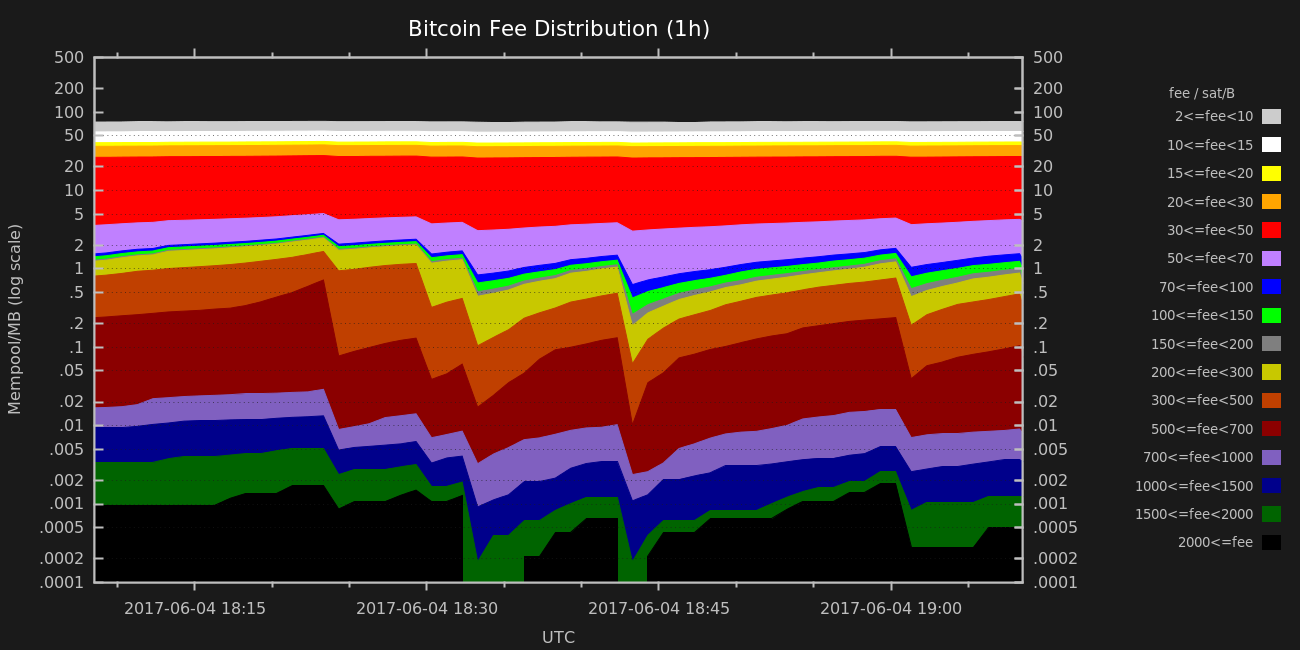 Bitcoin Fee Distribution (1h)
500 500
200 200
100 100
50 50
20 20
10 10
5 5
2 2
1 1
.5 .5
.2 .2
.1 .1
.05 .05
.02 .02
.01 .01
.005 .005
.002 .002
.001 .001
.0005 .0005
.0002 .0002
.0001 .0001
Mempool/MB (log scale)
2017-06-04 18:15 2017-06-04 18:30 2017-06-04 18:45 2017-06-04 19:00
UTC
fee / sat/B
2<=fee<10
10<=fee<15
15<=fee<20
20<=fee<30
30<=fee<50
50<=fee<70
70<=fee<100
100<=fee<150
150<=fee<200
200<=fee<300
300<=fee<500
500<=fee<700
700<=fee<1000
1000<=fee<1500
1500<=fee<2000
2000<=fee